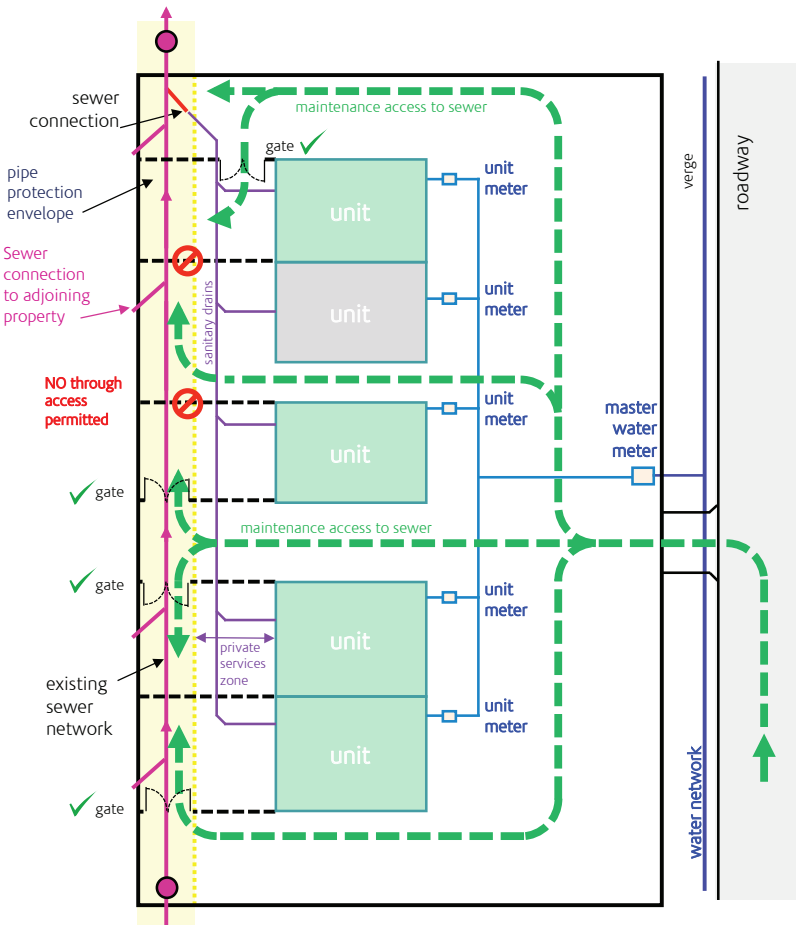 sewer
connection
maintenance access to sewer
gate
verge
roadway
pipe
protection
envelope
unit
unit
meter
Sewer
connection
to adjoining
property
sanitary drains
unit
unit
meter
NO through
access
permitted
unit
unit
meter
master
water
meter
gate
maintenance access to sewer
gate
unit
unit
meter
private
services
zone
existing
sewer
network
unit
unit
meter
gate
water network